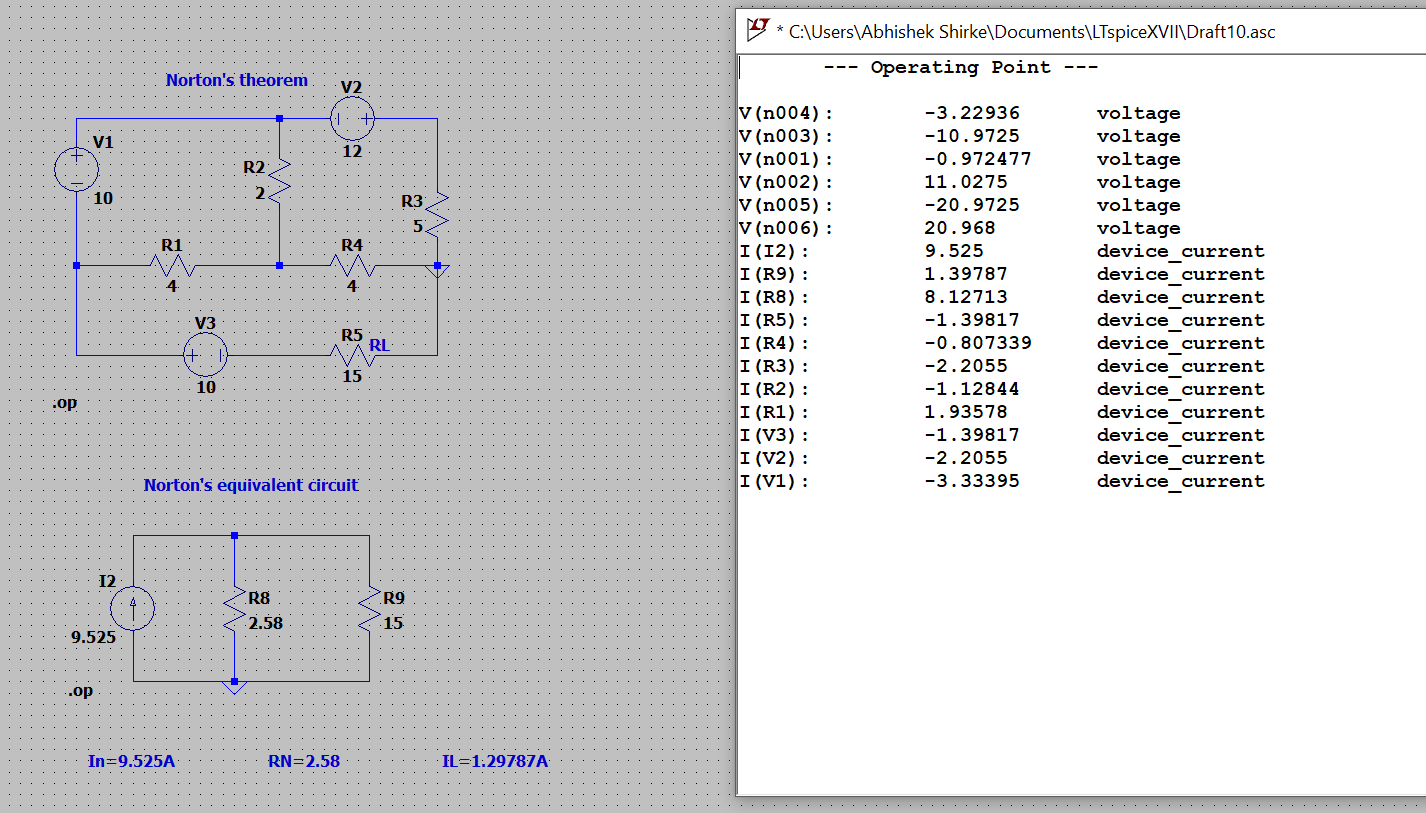 Norton's theorem
V2
12
V1
10
R2
2
R3
5
R1
4
R4
4
V3
10
R5
RL
15
.op
Norton's equivalent circuit
I2
9.525
R8
2.58
R9
15
.op
In=9.525A
RN=2.58
IL=1.29787A
* C:\Users\Abhishek Shirke\Documents\LTspiceXVII\Draft10.asc
--- Operating Point ---
V(n004): -3.22936 voltage
V(n003): -10.9725 voltage
V(n001): -0.972477 voltage
V(n002): 11.0275 voltage
V(n005): -20.9725 voltage
V(n006): 20.968 voltage
I(I2): 9.525 device_current
I(R9): 1.39787 device_current
I(R8): 8.12713 device_current
I(R5): -1.39817 device_current
I(R4): -0.807339 device_current
I(R3): -2.2055 device_current
I(R2): -1.12844 device_current
I(R1): 1.93578 device_current
I(V3): -1.39817 device_current
I(V2): -2.2055 device_current
I(V1): -3.33395 device_current